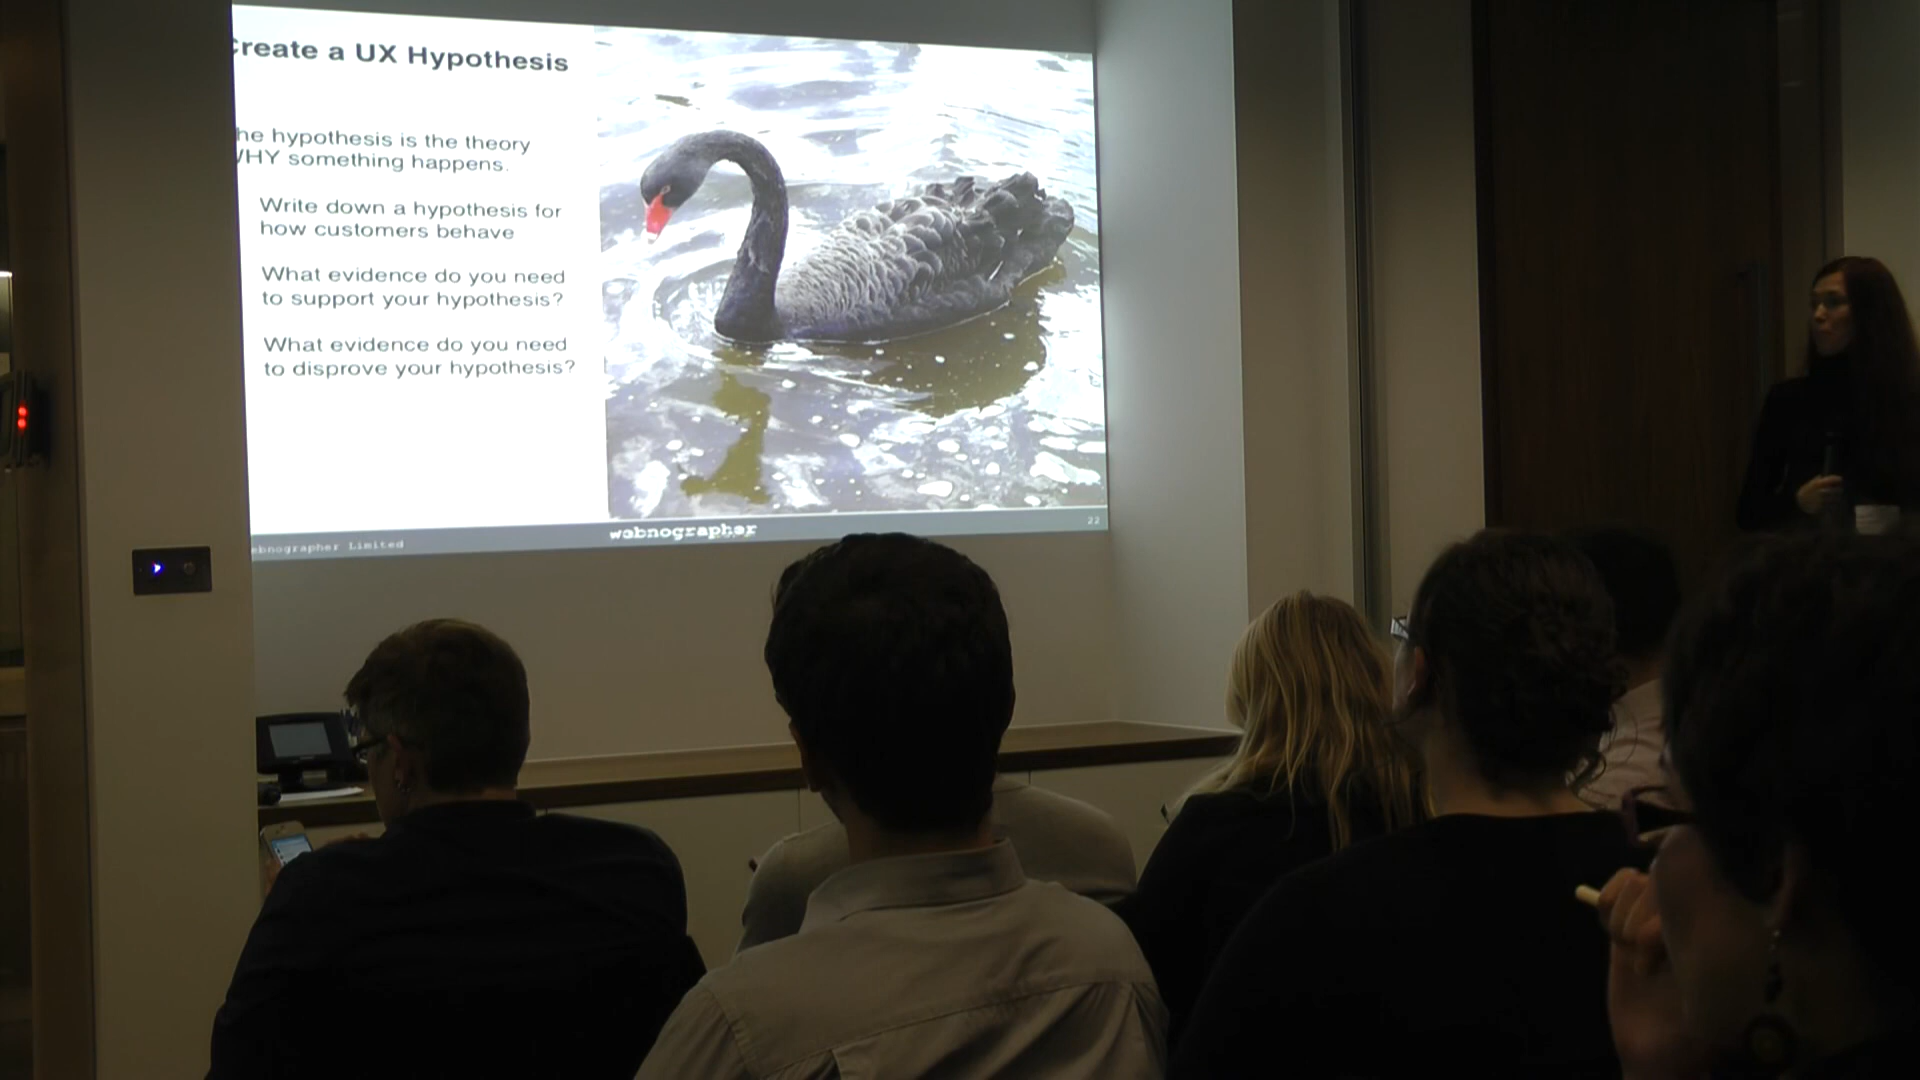 Create a UX Hypothesis
he hypothesis is the theory
WHY something happens.
Write down a hypothesis for
how customers behave
What evidence do you need
to support your hypothesis?
What evidence do you need
to disprove your hypothesis?
ebnographer Limited
webnographer
22